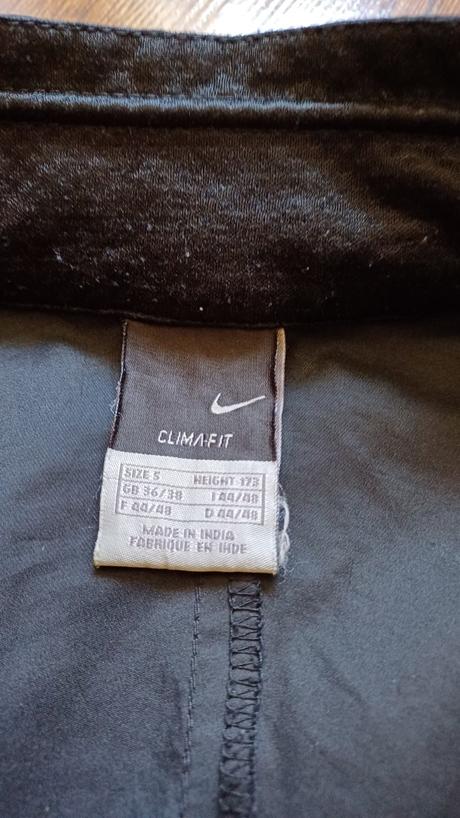 CLIMA-FIT
SIZE S HEIGHT 173
GB 36/38 I 44/48
F 44/48 D 44/48
MADE IN INDIA
FABRIQUE EN INDE